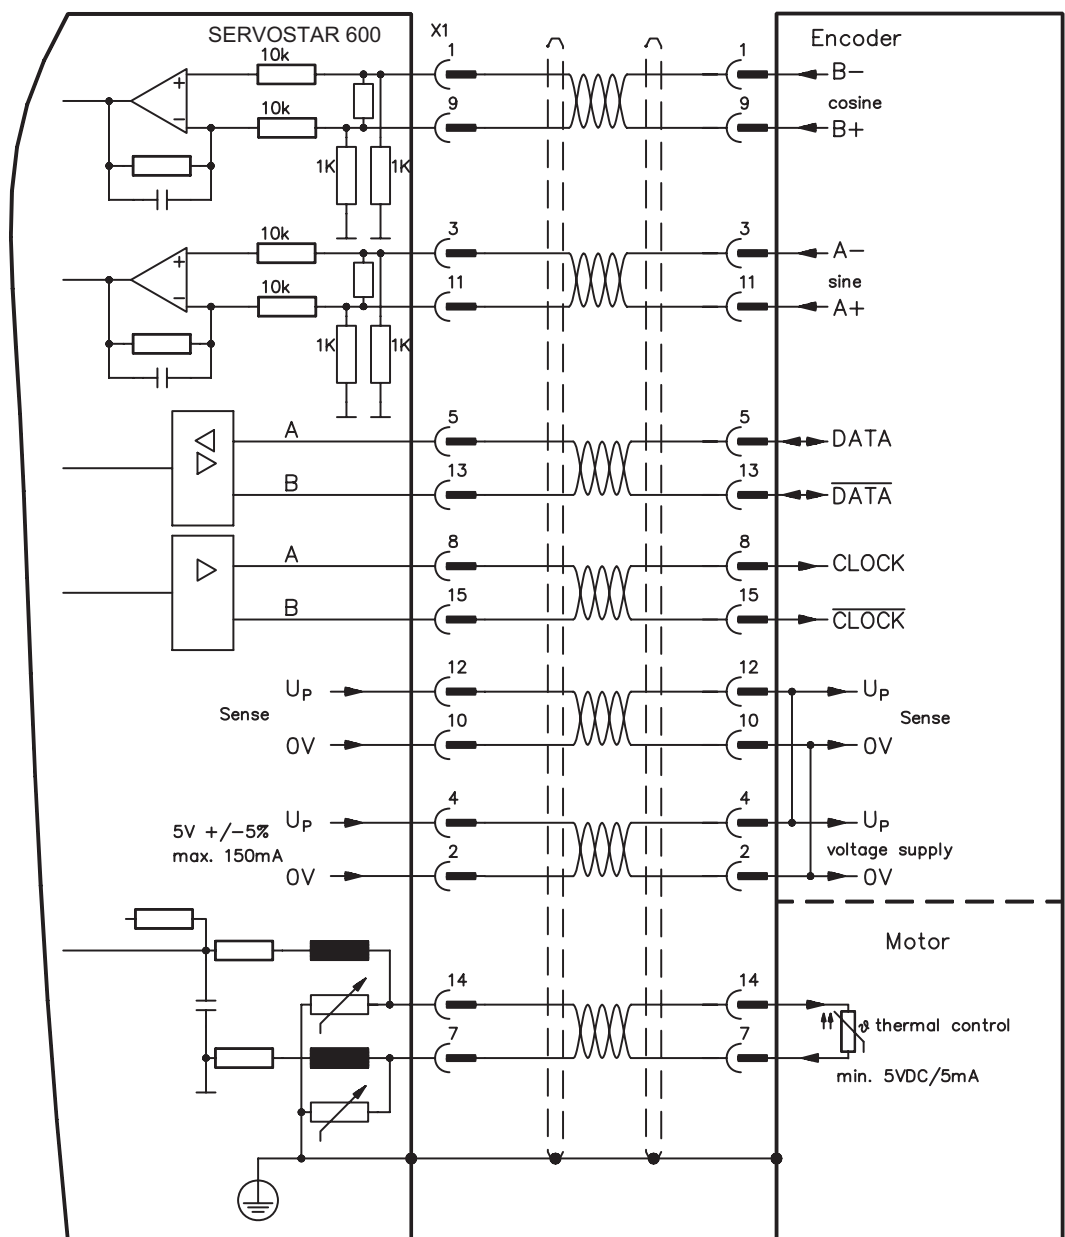 SERVOSTAR 600 X1 Encoder
10k 1 1 B−
cosine
10k 9 9 B+
1K 1K
10k 3 3 A−
sine
10k 11 11 A+
1K 1K
A 5 5 DATA
B 13 13 D̅A̅T̅A̅
A 8 8 CLOCK
B 15 15 C̅L̅O̅C̅K̅
UP 12 12 UP
Sense Sense
0V 10 10 0V
UP 4 4 UP
5V +/−5%
max. 150mA voltage supply
0V 2 2 0V
Motor
14 14
ϑ thermal control
7 7
min. 5VDC/5mA